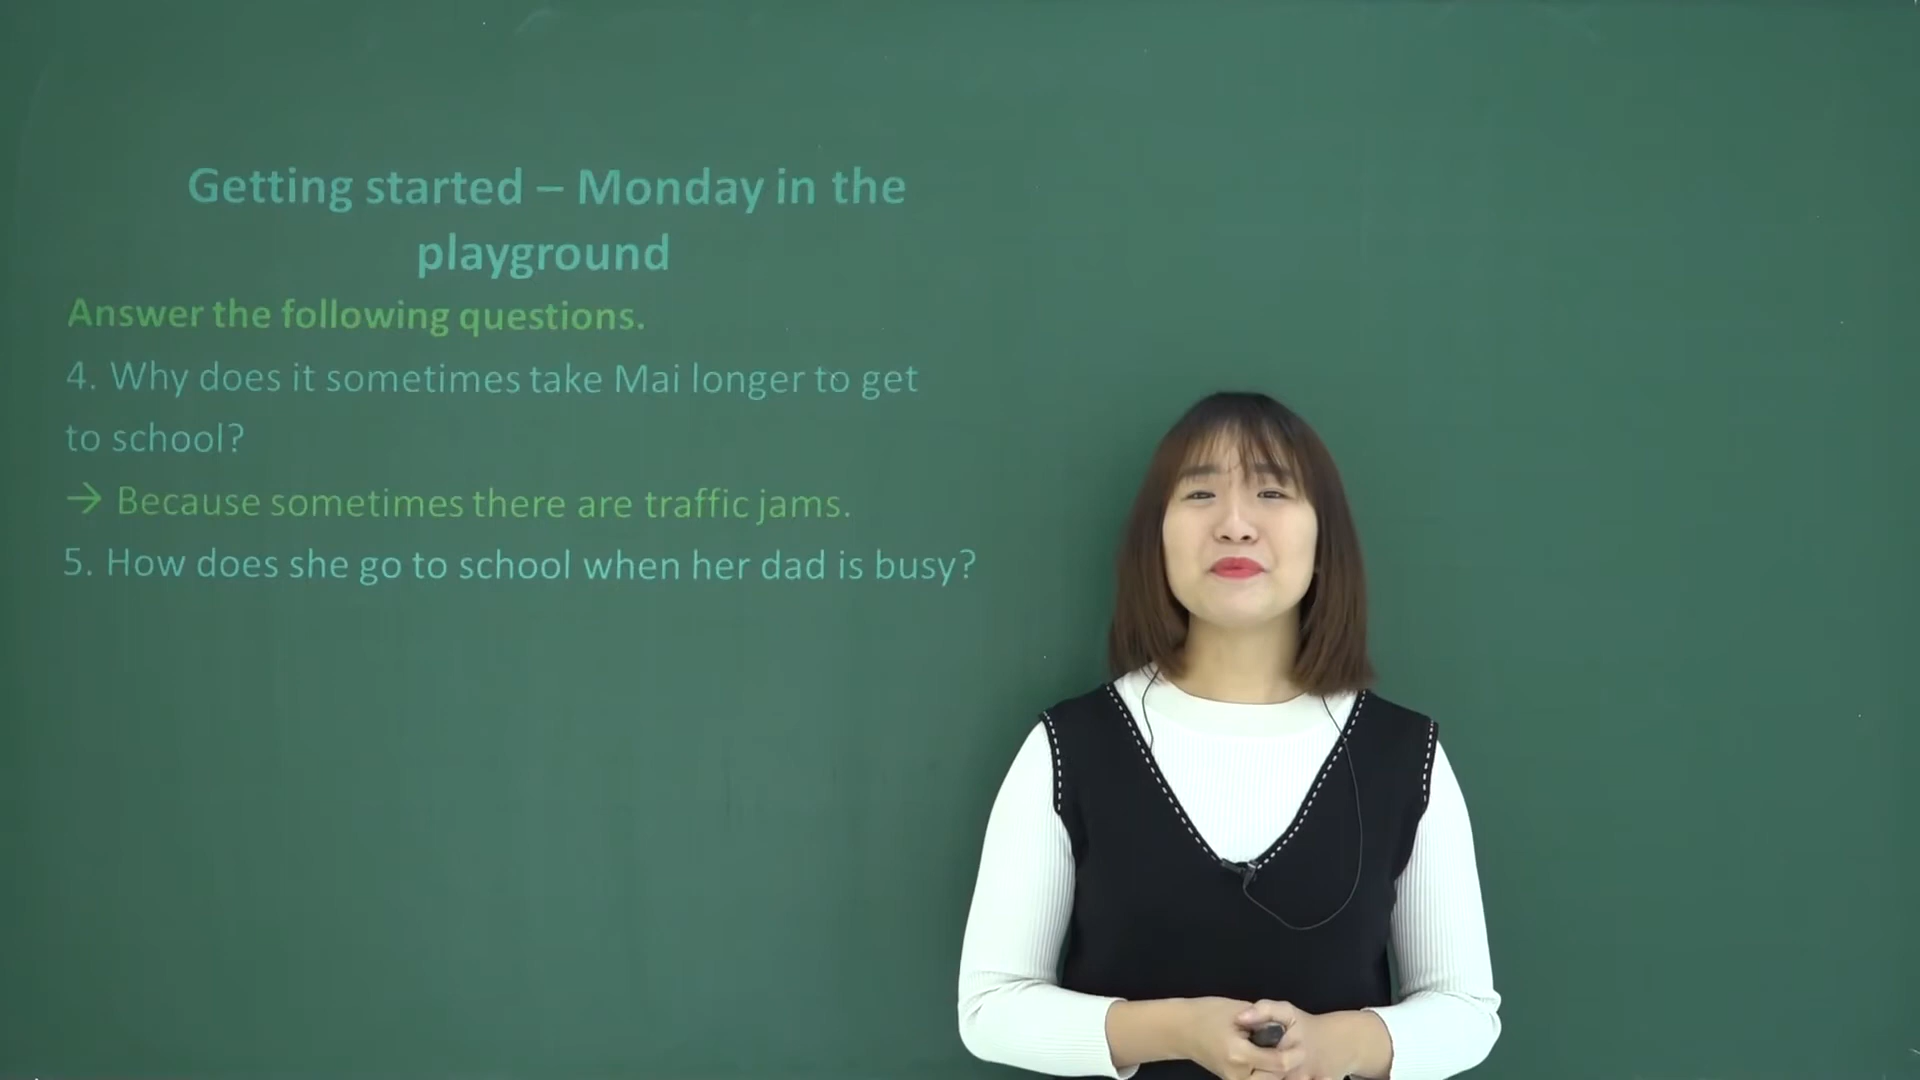 Getting started – Monday in the
playground
Answer the following questions.
4. Why does it sometimes take Mai longer to get
to school?
→ Because sometimes there are traffic jams.
5. How does she go to school when her dad is busy?